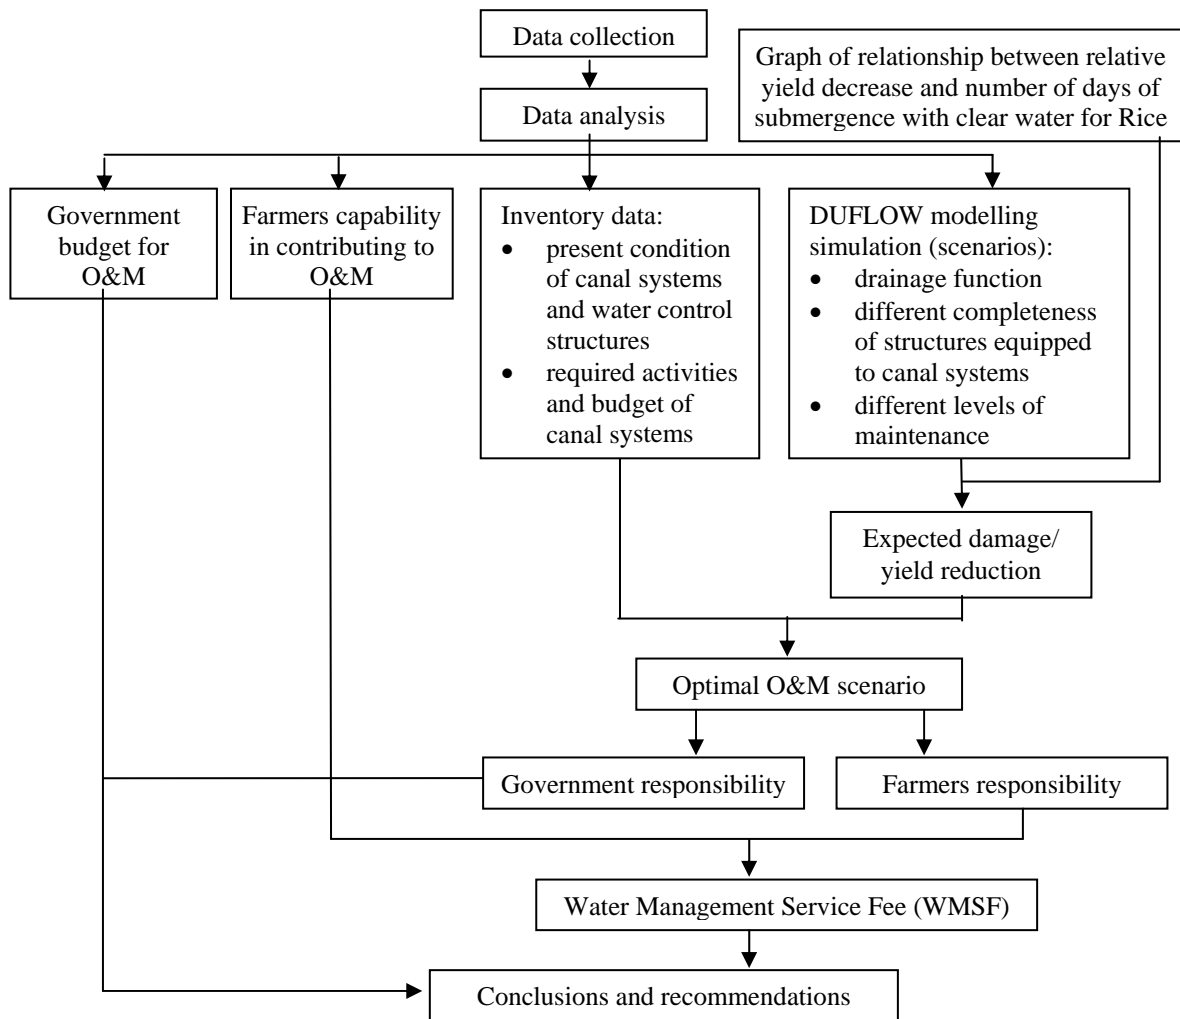 Data collection
Graph of relationship between relative
yield decrease and number of days of
submergence with clear water for Rice
Data analysis
Government
budget for
O&M
Farmers capability
in contributing to
O&M
Inventory data:
• present condition
of canal systems
and water control
structures
• required activities
and budget of
canal systems
DUFLOW modelling
simulation (scenarios):
• drainage function
• different completeness
of structures equipped
to canal systems
• different levels of
maintenance
Expected damage/
yield reduction
Optimal O&M scenario
Government responsibility
Farmers responsibility
Water Management Service Fee (WMSF)
Conclusions and recommendations